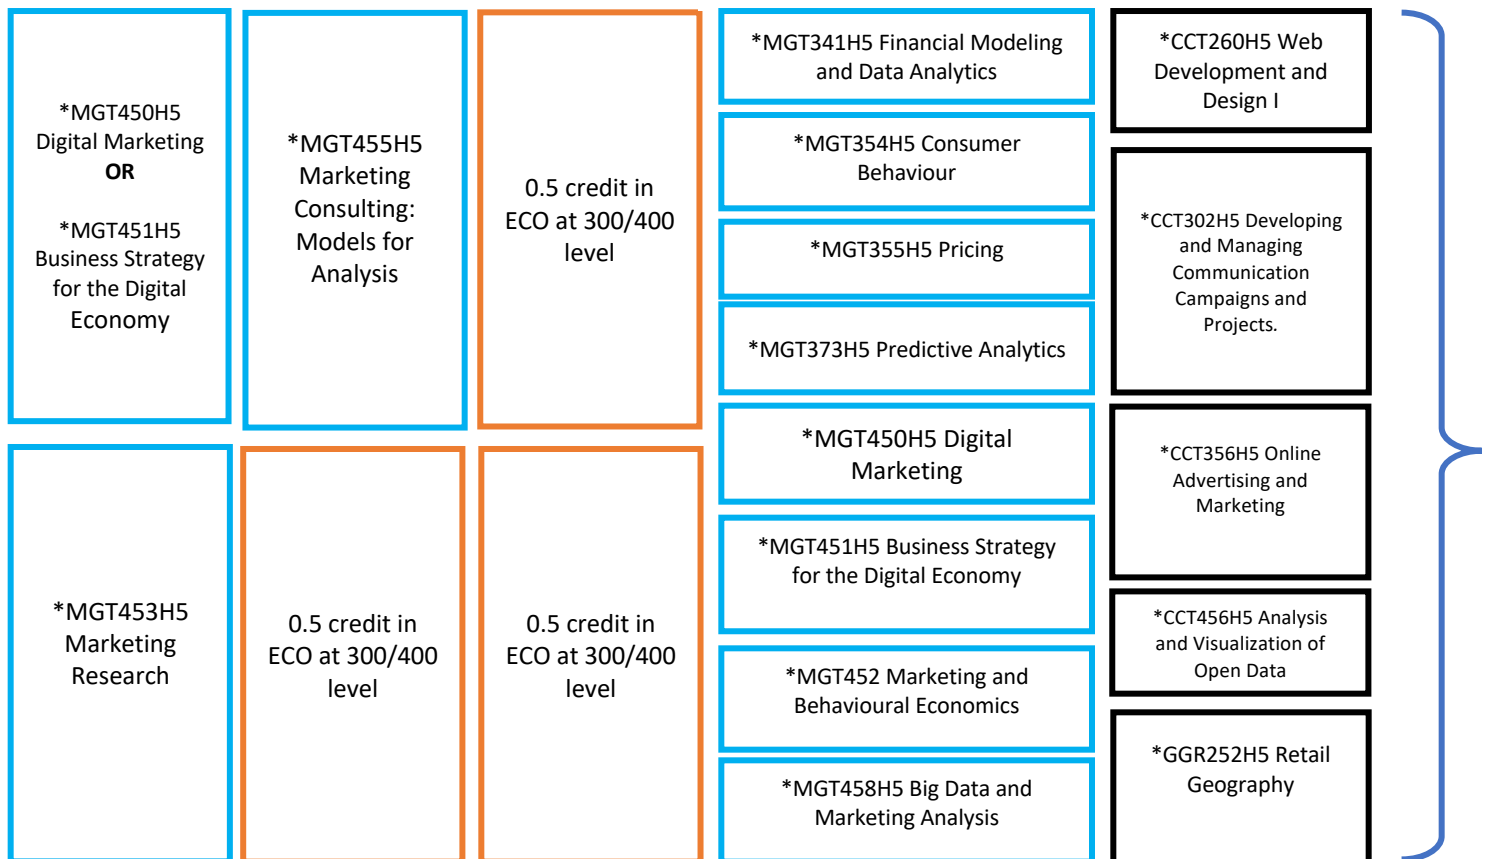 *MGT450H5
Digital Marketing
OR
*MGT451H5
Business Strategy
for the Digital
Economy
*MGT455H5
Marketing
Consulting:
Models for
Analysis
0.5 credit in
ECO at 300/400
level
*MGT453H5
Marketing
Research
0.5 credit in
ECO at 300/400
level
0.5 credit in
ECO at 300/400
level
*MGT341H5 Financial Modeling
and Data Analytics
*MGT354H5 Consumer
Behaviour
*MGT355H5 Pricing
*MGT373H5 Predictive Analytics
*MGT450H5 Digital
Marketing
*MGT451H5 Business Strategy
for the Digital Economy
*MGT452 Marketing and
Behavioural Economics
*MGT458H5 Big Data and
Marketing Analysis
*CCT260H5 Web
Development and
Design I
*CCT302H5 Developing
and Managing
Communication
Campaigns and
Projects.
*CCT356H5 Online
Advertising and
Marketing
*CCT456H5 Analysis
and Visualization of
Open Data
*GGR252H5 Retail
Geography